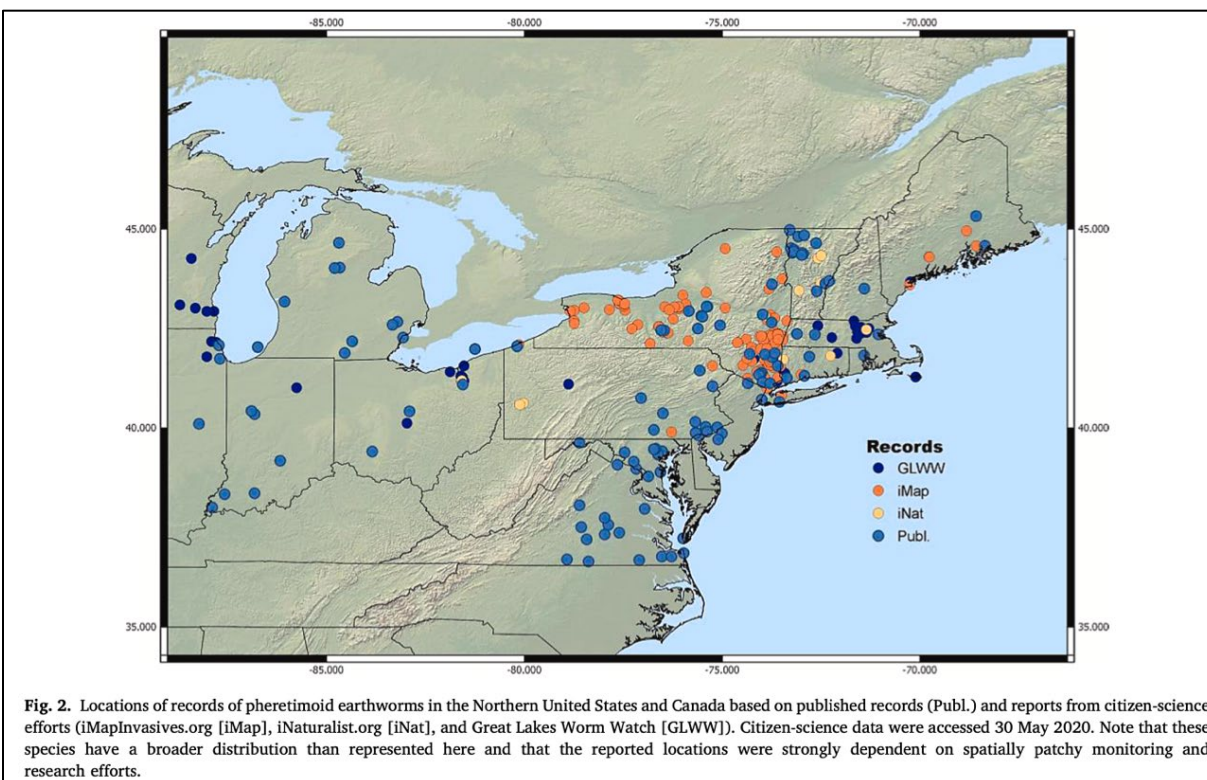 -85.000 -80.000 -75.000 -70.000
45.000 45.000
40.000 40.000
Records
GLWW
iMap
iNat
Publ.
35.000 35.000
-85.000 -80.000 -75.000 -70.000
Fig. 2. Locations of records of pheretimoid earthworms in the Northern United States and Canada based on published records (Publ.) and reports from citizen-science
efforts (iMapInvasives.org [iMap], iNaturalist.org [iNat], and Great Lakes Worm Watch [GLWW]). Citizen-science data were accessed 30 May 2020. Note that these
species have a broader distribution than represented here and that the reported locations were strongly dependent on spatially patchy monitoring and
research efforts.